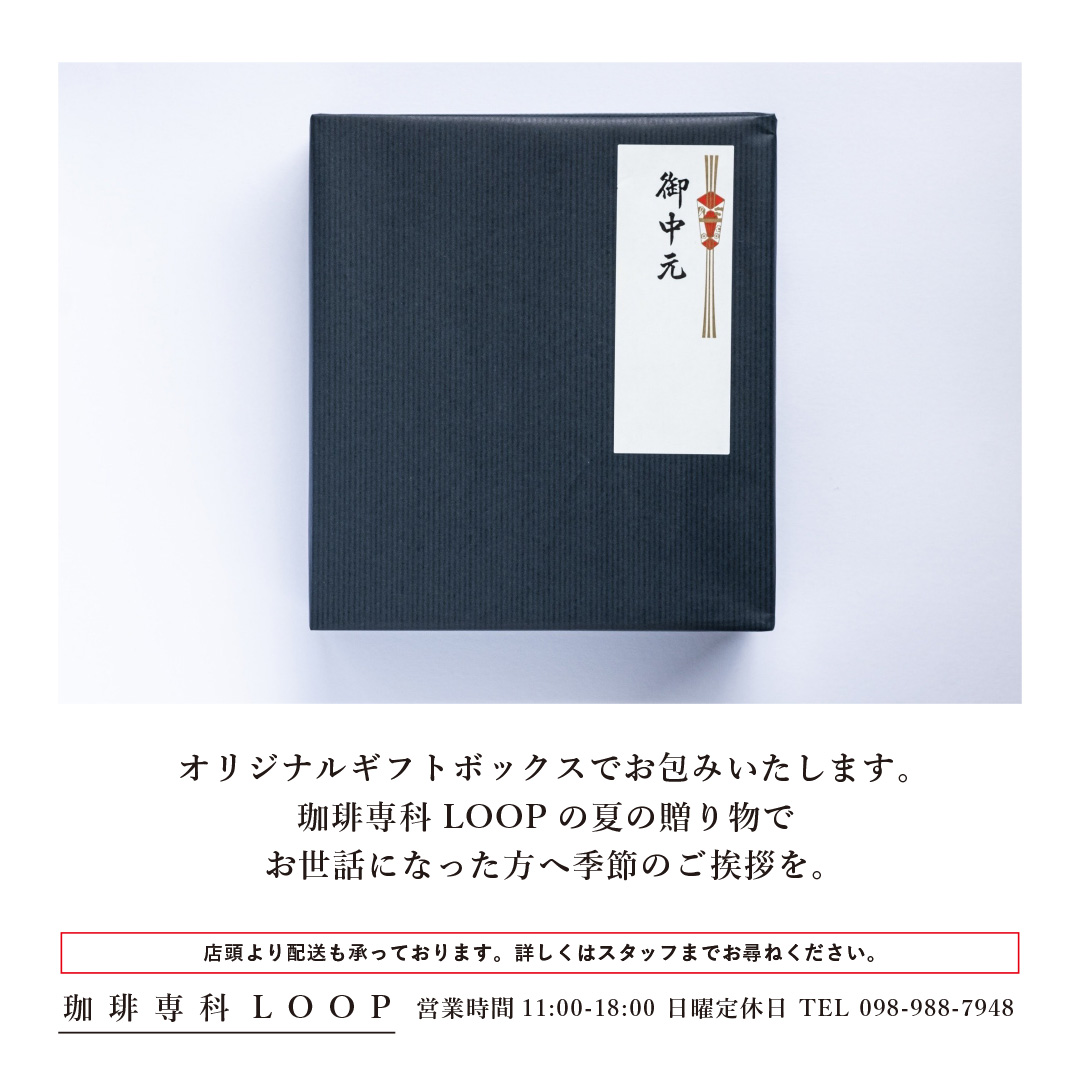 御中元
オリジナルギフトボックスでお包みいたします。
珈琲専科 LOOP の夏の贈り物で
お世話になった方へ季節のご挨拶を。
店頭より配送も承っております。詳しくはスタッフまでお尋ねください。
珈琲専科 LOOP 営業時間 11:00-18:00 日曜定休日 TEL 098-988-7948